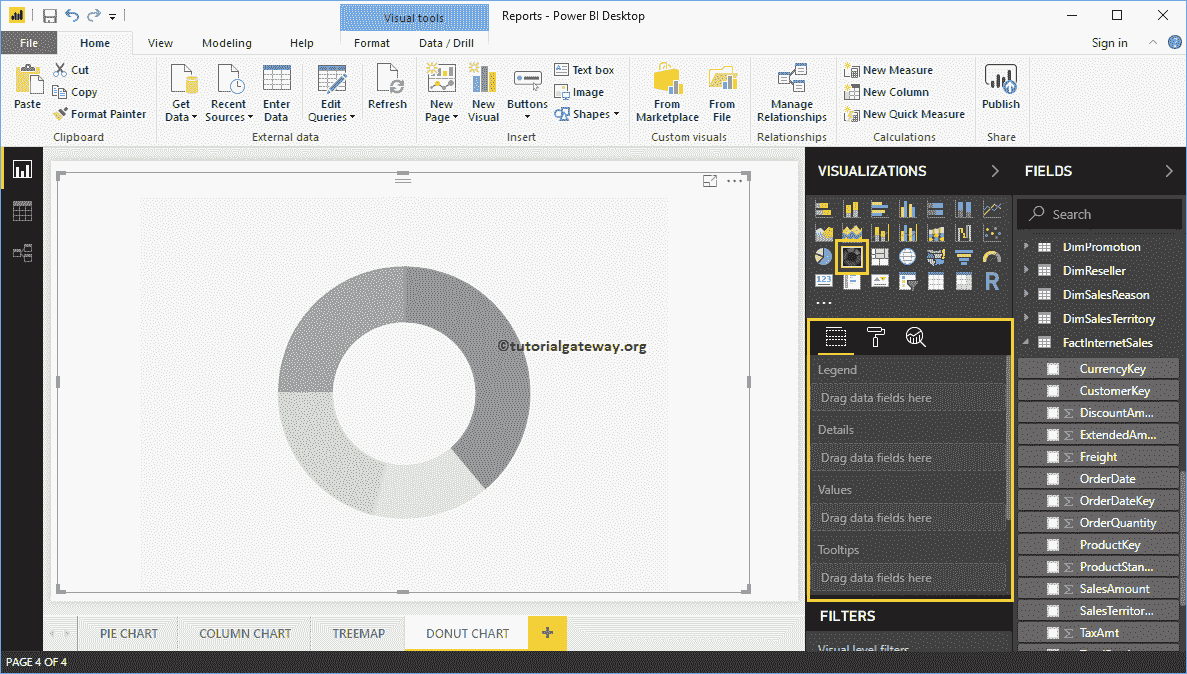 Visual tools
Reports - Power BI Desktop
File
Home
View
Modeling
Help
Format
Data / Drill
Sign in
Paste
Cut
Copy
Format Painter
Clipboard
Get Data
Recent Sources
Enter Data
Edit Queries
External data
Refresh
New Page
New Visual
Buttons
Text box
Image
Shapes
Insert
From Marketplace
From File
Custom visuals
Manage Relationships
Relationships
New Measure
New Column
New Quick Measure
Calculations
Publish
Share
©tutorialgateway.org
VISUALIZATIONS
123
R
Legend
Drag data fields here
Details
Drag data fields here
Values
Drag data fields here
Tooltips
Drag data fields here
FILTERS
Visual level filters
FIELDS
Search
DimPromotion
DimReseller
DimSalesReason
DimSalesTerritory
FactInternetSales
CurrencyKey
CustomerKey
Σ DiscountAm...
Σ ExtendedAm...
Σ Freight
OrderDate
Σ OrderDateKey
Σ OrderQuantity
ProductKey
Σ ProductStan...
Σ SalesAmount
SalesTerritor...
Σ TaxAmt
PIE CHART
COLUMN CHART
TREEMAP
DONUT CHART
PAGE 4 OF 4